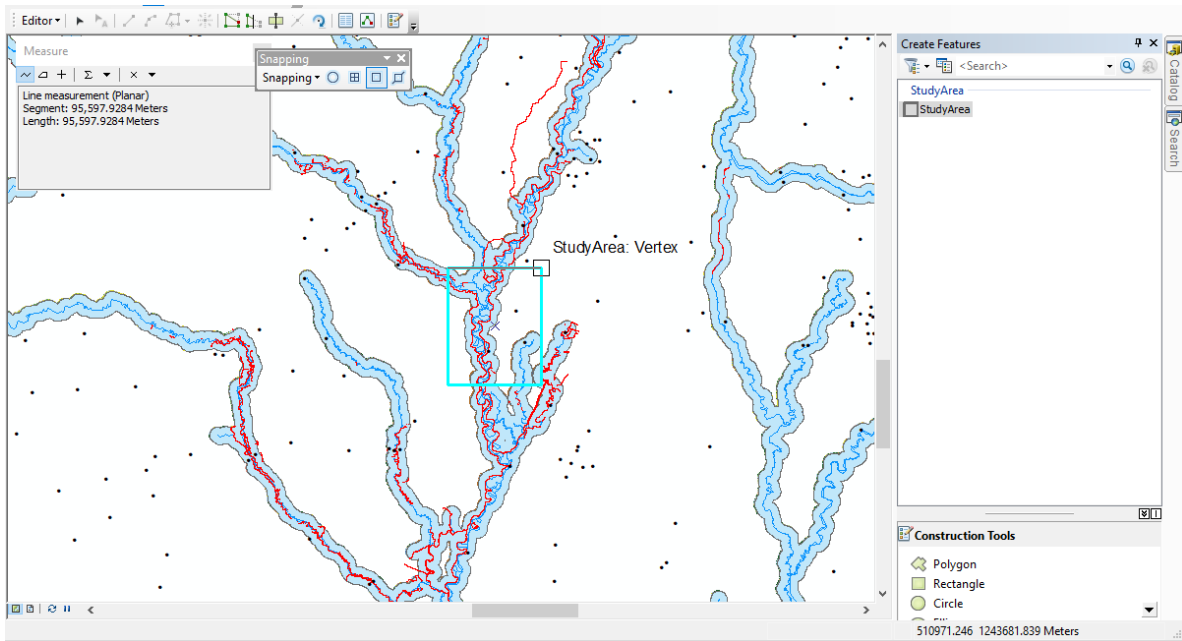 Editor
Measure
Line measurement (Planar)
Segment: 95,597.9284 Meters
Length: 95,597.9284 Meters
Snapping
Snapping
StudyArea: Vertex
Create Features
<Search>
StudyArea
StudyArea
Construction Tools
Polygon
Rectangle
Circle
Catalog
Search
510971.246 1243681.839 Meters